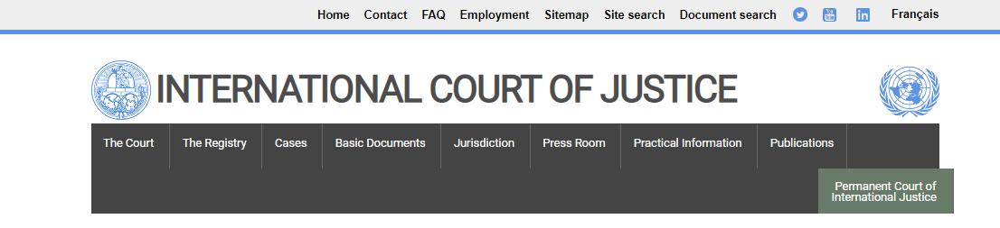 Home Contact FAQ Employment Sitemap Site search Document search Français
INTERNATIONAL COURT OF JUSTICE
The Court The Registry Cases Basic Documents Jurisdiction Press Room Practical Information Publications
Permanent Court of
International Justice